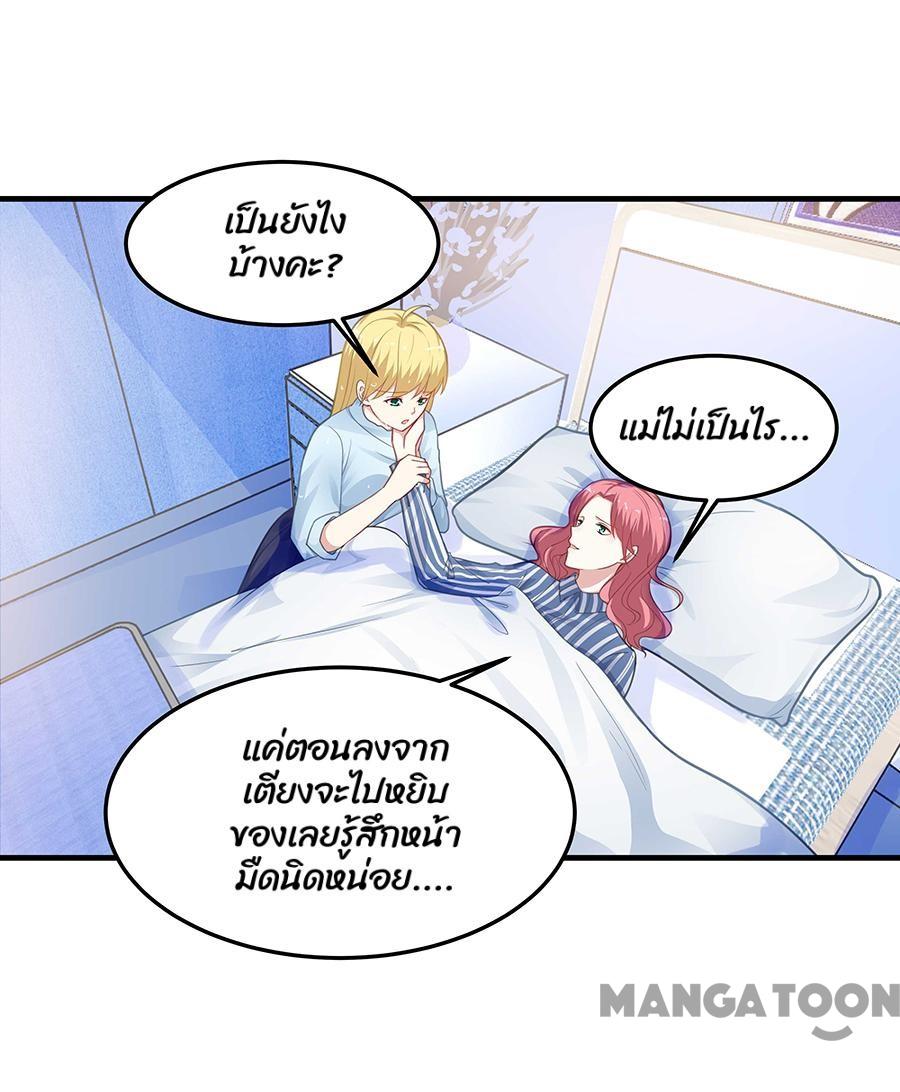 เป็นยังไง
บ้างคะ?
แม่ไม่เป็นไร...
แค่ตอนลงจาก
เตียงจะไปหยิบ
ของเลยรู้สึกหน้า
มืดนิดหน่อย....
MANGATOON